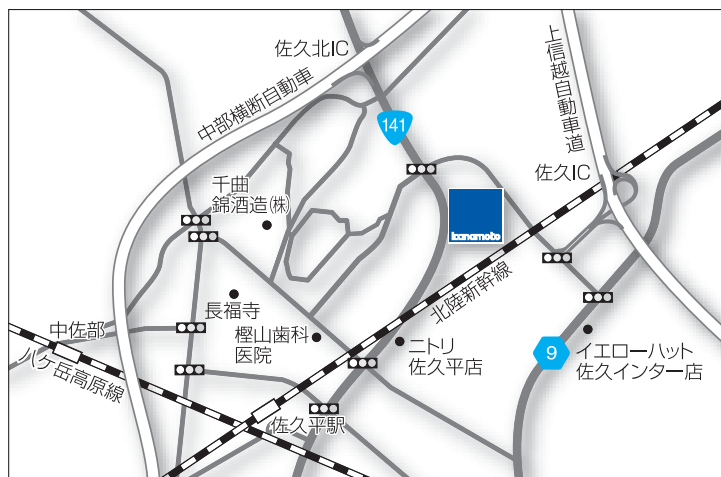 佐久北IC
中部横断自動車
上信越自動車道
141
佐久IC
千曲
錦酒造㈱
kanamoto
北陸新幹線
長福寺
中佐部
樫山歯科
医院
ニトリ
佐久平店
9
イエローハット
佐久インター店
八ケ岳高原線
佐久平駅